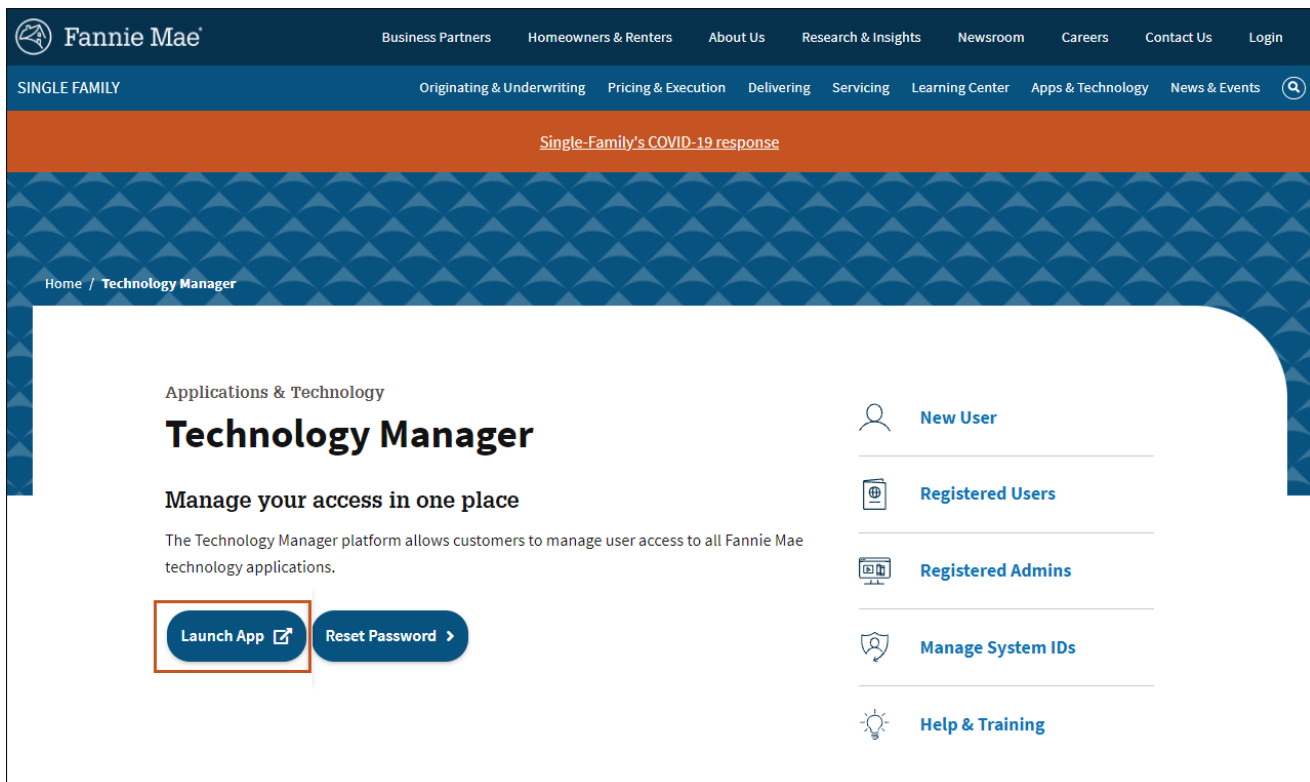 Fannie Mae
Business Partners Homeowners & Renters About Us Research & Insights Newsroom Careers Contact Us Login
SINGLE FAMILY
Originating & Underwriting Pricing & Execution Delivering Servicing Learning Center Apps & Technology News & Events
Single-Family's COVID-19 response
Home / Technology Manager
Applications & Technology
Technology Manager
Manage your access in one place
The Technology Manager platform allows customers to manage user access to all Fannie Mae
technology applications.
Launch App
Reset Password
New User
Registered Users
Registered Admins
Manage System IDs
Help & Training